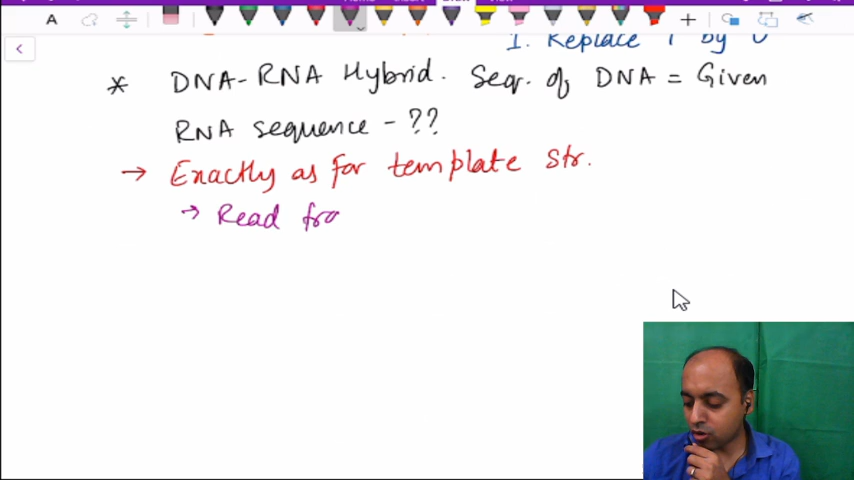 A
1. Replace T by U
* DNA-RNA Hybrid. Seq. of DNA = Given
RNA sequence - ??
→ Exactly as for template str.
→ Read fro